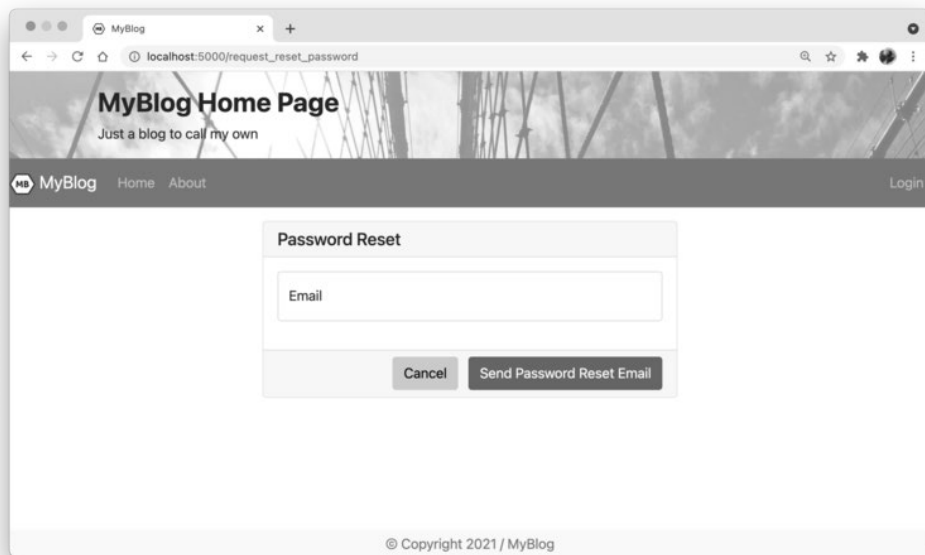 MB MyBlog
localhost:5000/request_reset_password
MyBlog Home Page
Just a blog to call my own
MB MyBlog Home About Login
Password Reset
Email
Cancel Send Password Reset Email
© Copyright 2021 / MyBlog